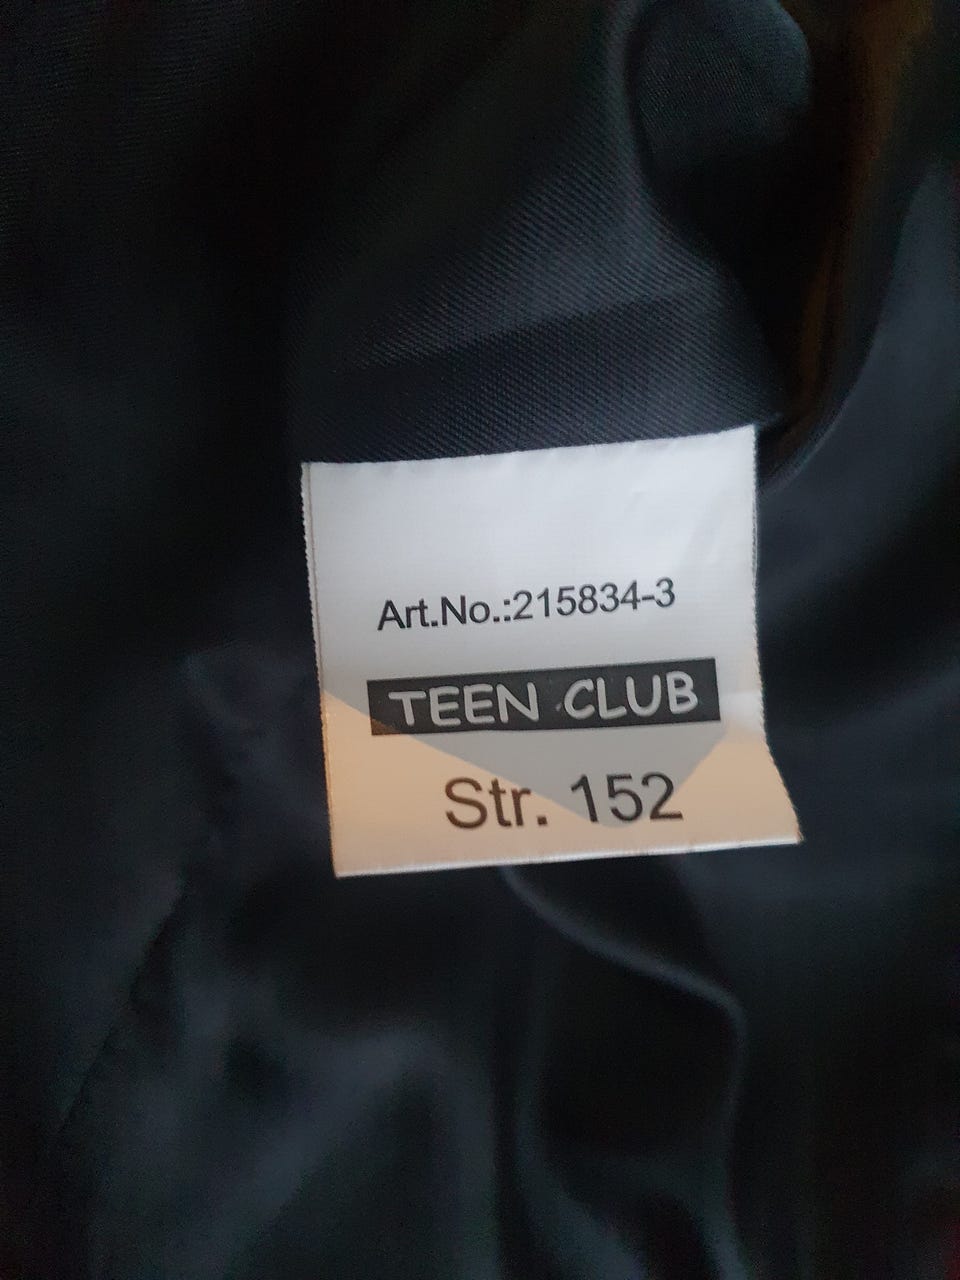 Art.No.:215834-3
TEEN CLUB
Str. 152